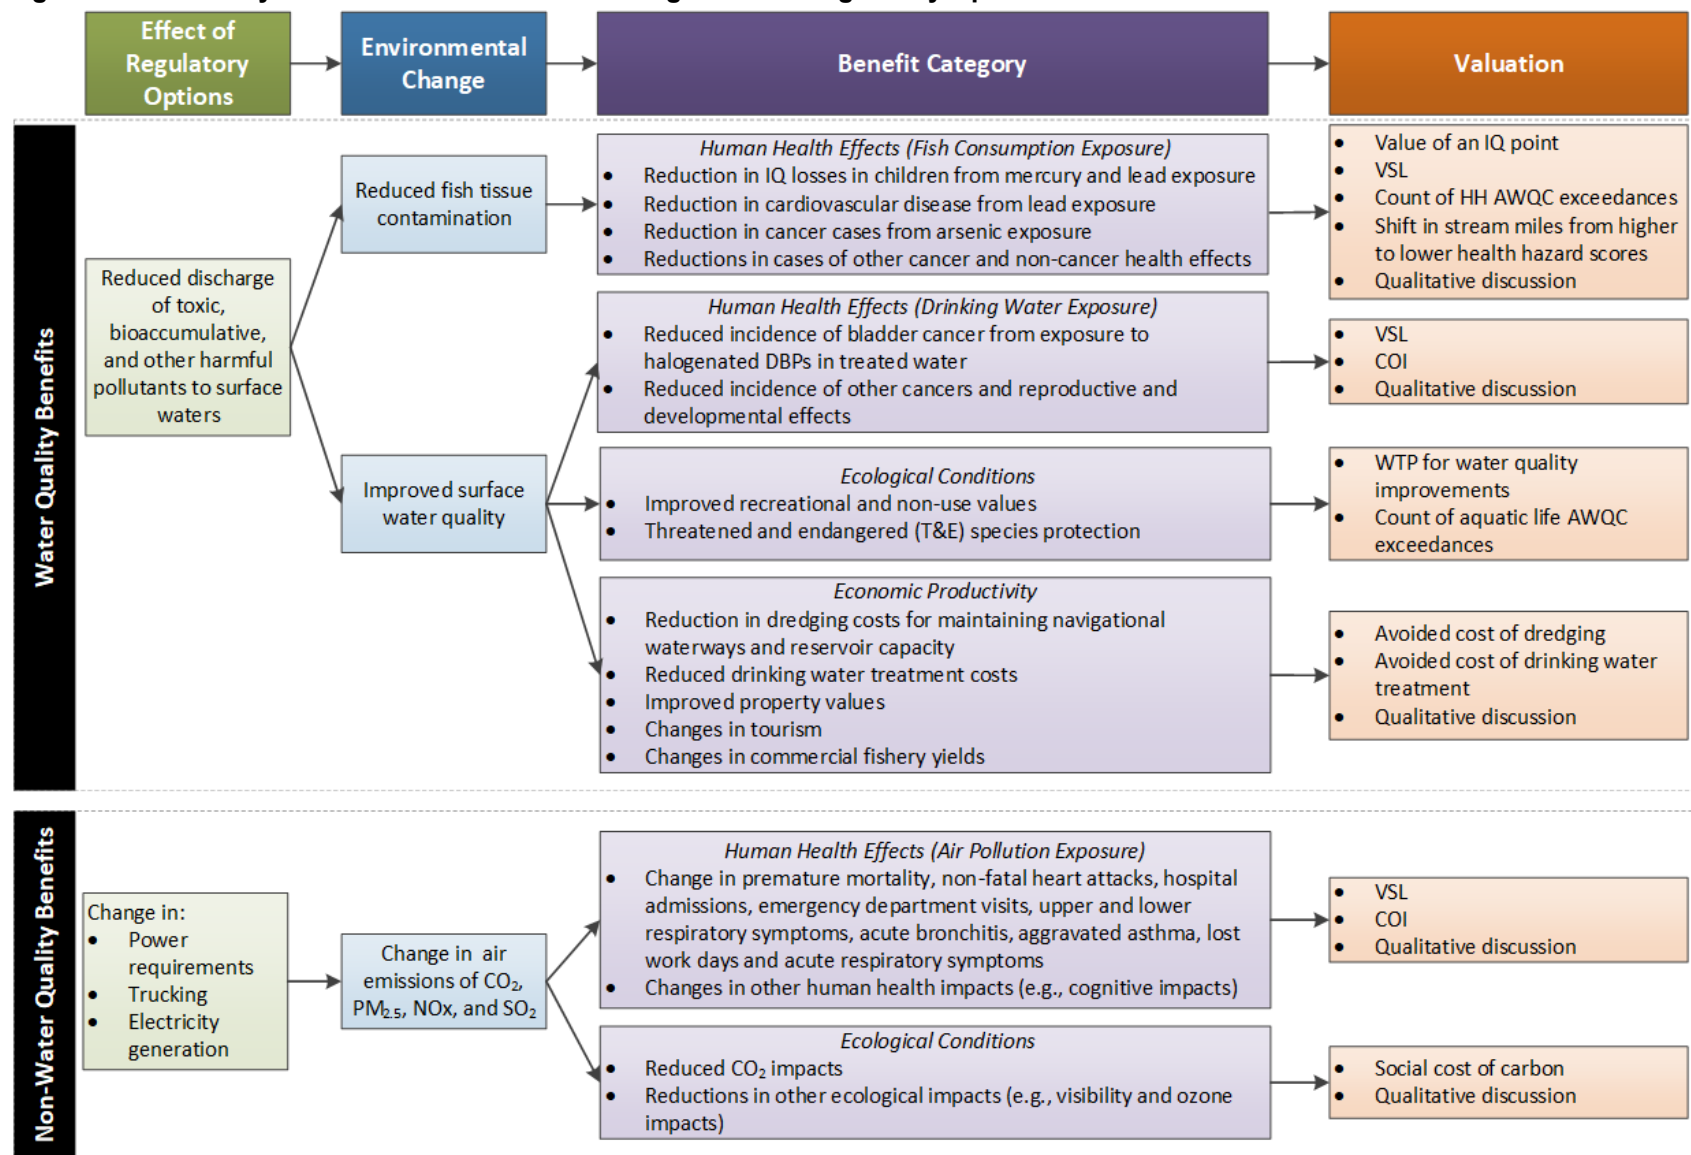 Effect of
Regulatory
Options
Environmental
Change
Benefit Category
Valuation
Water Quality Benefits
Reduced discharge
of toxic,
bioaccumulative,
and other harmful
pollutants to surface
waters
Reduced fish tissue
contamination
Human Health Effects (Fish Consumption Exposure)
• Reduction in IQ losses in children from mercury and lead exposure
• Reduction in cardiovascular disease from lead exposure
• Reduction in cancer cases from arsenic exposure
• Reductions in cases of other cancer and non-cancer health effects
• Value of an IQ point
• VSL
• Count of HH AWQC exceedances
• Shift in stream miles from higher
to lower health hazard scores
• Qualitative discussion
Improved surface
water quality
Human Health Effects (Drinking Water Exposure)
• Reduced incidence of bladder cancer from exposure to
halogenated DBPs in treated water
• Reduced incidence of other cancers and reproductive and
developmental effects
• VSL
• COI
• Qualitative discussion
Ecological Conditions
• Improved recreational and non-use values
• Threatened and endangered (T&E) species protection
• WTP for water quality
improvements
• Count of aquatic life AWQC
exceedances
Economic Productivity
• Reduction in dredging costs for maintaining navigational
waterways and reservoir capacity
• Reduced drinking water treatment costs
• Improved property values
• Changes in tourism
• Changes in commercial fishery yields
• Avoided cost of dredging
• Avoided cost of drinking water
treatment
• Qualitative discussion
Non-Water Quality Benefits
Change in:
• Power
requirements
• Trucking
• Electricity
generation
Change in air
emissions of CO₂,
PM₂.₅, NOx, and SO₂
Human Health Effects (Air Pollution Exposure)
• Change in premature mortality, non-fatal heart attacks, hospital
admissions, emergency department visits, upper and lower
respiratory symptoms, acute bronchitis, aggravated asthma, lost
work days and acute respiratory symptoms
• Changes in other human health impacts (e.g., cognitive impacts)
• VSL
• COI
• Qualitative discussion
Ecological Conditions
• Reduced CO₂ impacts
• Reductions in other ecological impacts (e.g., visibility and ozone
impacts)
• Social cost of carbon
• Qualitative discussion